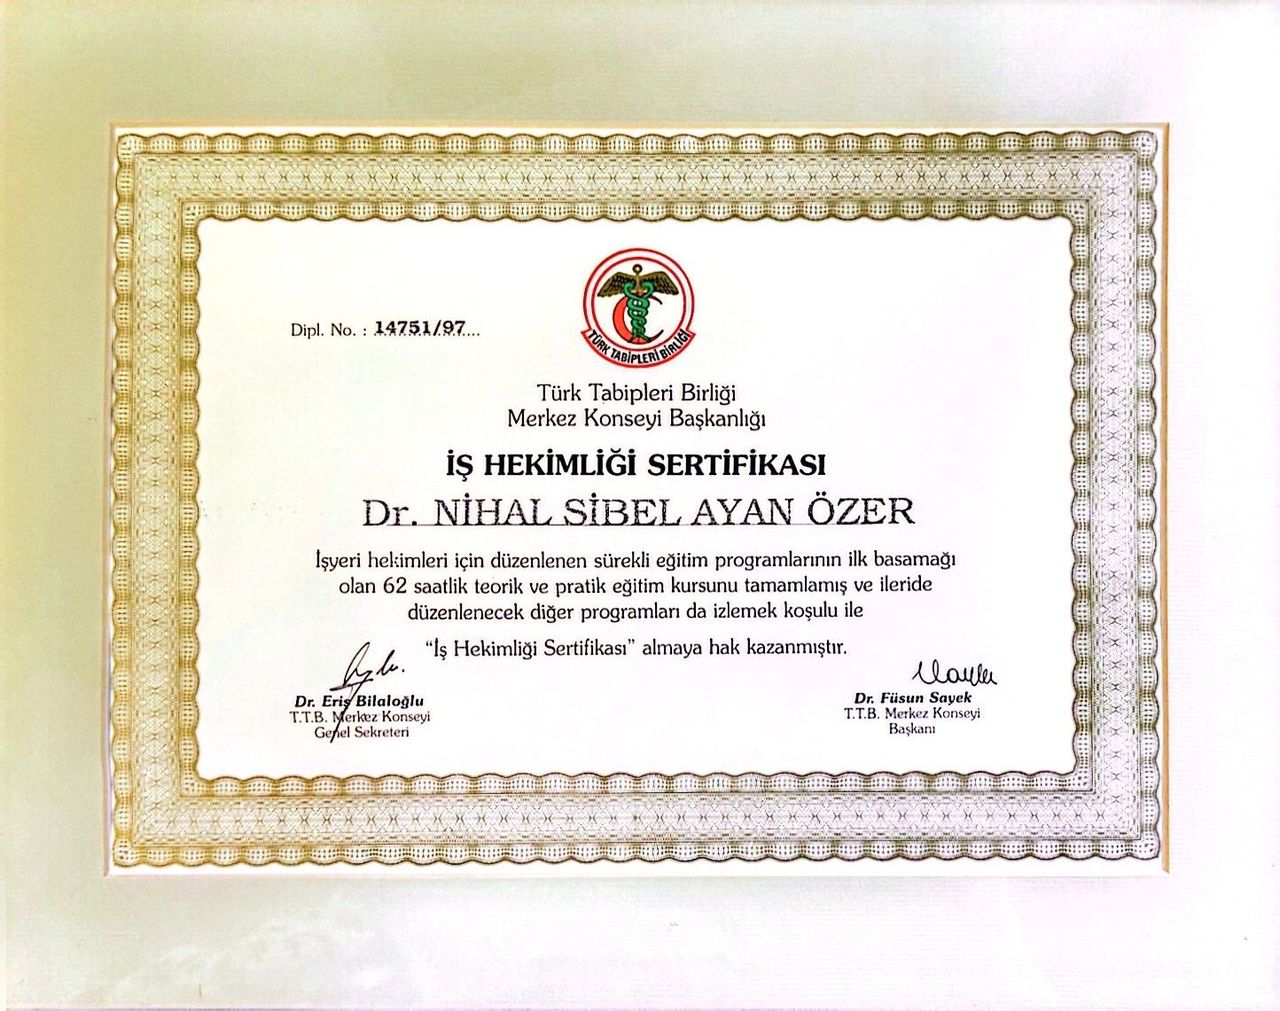 Dipl. No. : 14751/97...
TÜRK TABİPLERİ BİRLİĞİ
Türk Tabipleri Birliği
Merkez Konseyi Başkanlığı
İŞ HEKİMLİĞİ SERTİFİKASI
Dr. NİHAL SİBEL AYAN ÖZER
İşyeri hekimleri için düzenlenen sürekli eğitim programlarının ilk basamağı
olan 62 saatlik teorik ve pratik eğitim kursunu tamamlamış ve ileride
düzenlenecek diğer programları da izlemek koşulu ile
“İş Hekimliği Sertifikası” almaya hak kazanmıştır.
Dr. Eriş Bilaloğlu
T.T.B. Merkez Konseyi
Genel Sekreteri
Dr. Füsun Sayek
T.T.B. Merkez Konseyi
Başkanı